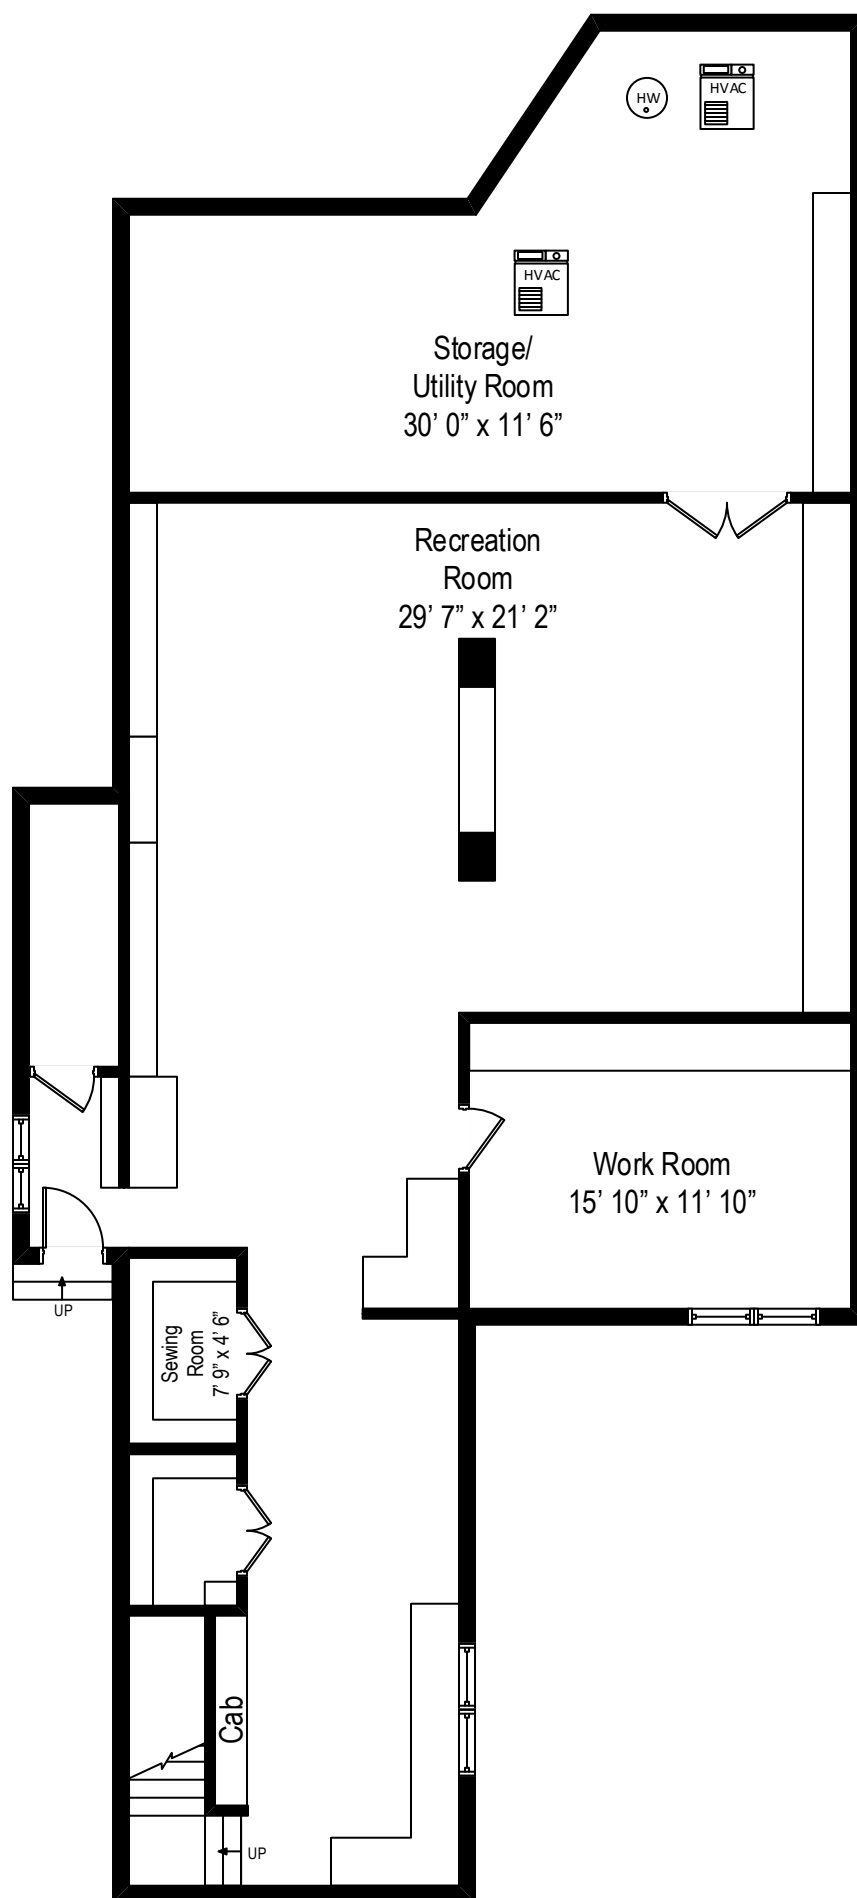 HW
HVAC
HVAC
Storage/
Utility Room
30’ 0” x 11’ 6”
Recreation
Room
29’ 7” x 21’ 2”
Work Room
15’ 10” x 11’ 10”
UP
Sewing
Room
7’ 9” x 4’ 6”
Cab
UP